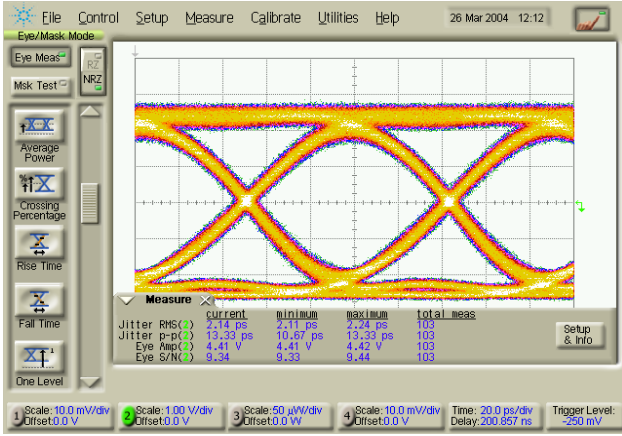 File Control Setup Measure Calibrate Utilities Help 26 Mar 2004 12:12
Eye/Mask Mode
Eye Meas
RZ
NRZ
Msk Test
Average
Power
Crossing
Percentage
Rise Time
Fall Time
One Level
Measure
current minimum maximum total meas
Jitter RMS(2) 2.14 ps 2.11 ps 2.24 ps 103
Jitter p-p(2) 13.33 ps 10.67 ps 13.33 ps 103
Eye Amp(2) 4.41 V 4.41 V 4.42 V 103
Eye S/N(2) 9.34 9.33 9.44 103
Setup
& Info
1 Scale:10.0 mV/div
Offset:0.0 V
2 Scale:1.00 V/div
Offset:0.0 V
3 Scale:50 µW/div
Offset:0.0 W
4 Scale:10.0 mV/div
Offset:0.0 V
Time: 20.0 ps/div
Delay:200.857 ns
Trigger Level:
-250 mV